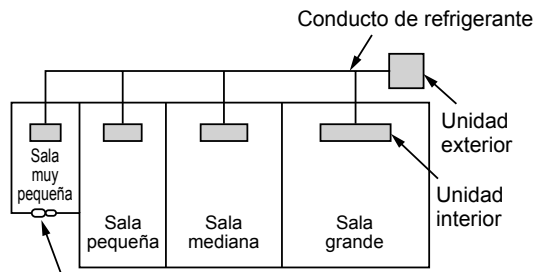 Conducto de refrigerante
Unidad
exterior
Sala
muy
pequeña
Unidad
interior
Sala
pequeña
Sala
mediana
Sala
grande